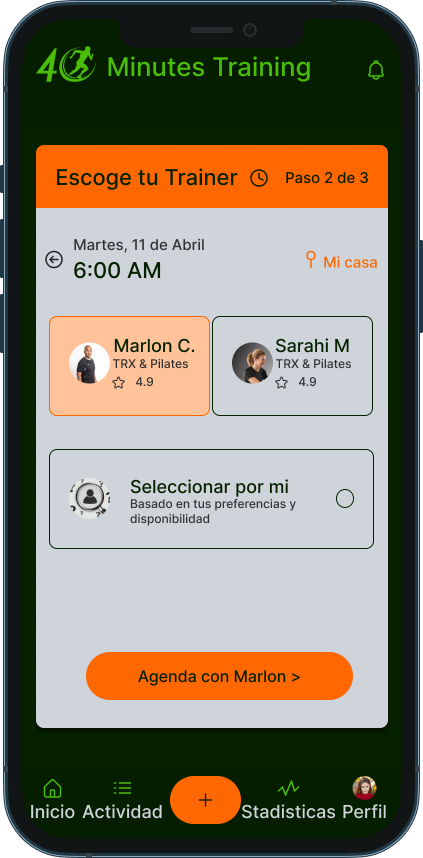 40 Minutes Training
Escoge tu Trainer
Paso 2 de 3
Martes, 11 de Abril
6:00 AM
Mi casa
Marlon C.
TRX & Pilates
4.9
Sarahi M
TRX & Pilates
4.9
Seleccionar por mi
Basado en tus preferencias y
disponibilidad
Agenda con Marlon >
Inicio
Actividad
+
Stadisticas
Perfil